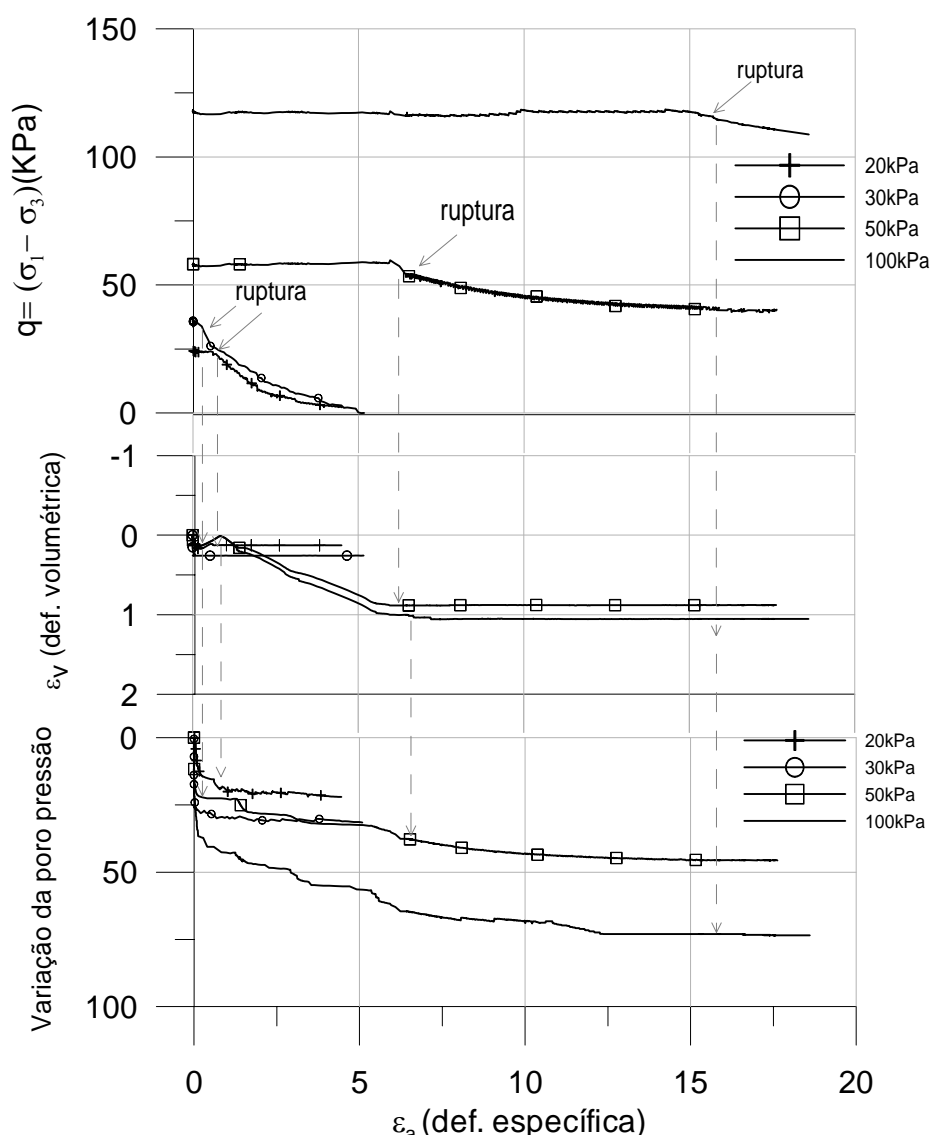 150
100
50
0
q= (σ1 – σ3)(KPa)
ruptura
ruptura
ruptura
20kPa
30kPa
50kPa
100kPa
-1
0
1
2
εv (def. volumétrica)
0
50
100
Variação da poro pressão
20kPa
30kPa
50kPa
100kPa
0 5 10 15 20
εa (def. específica)